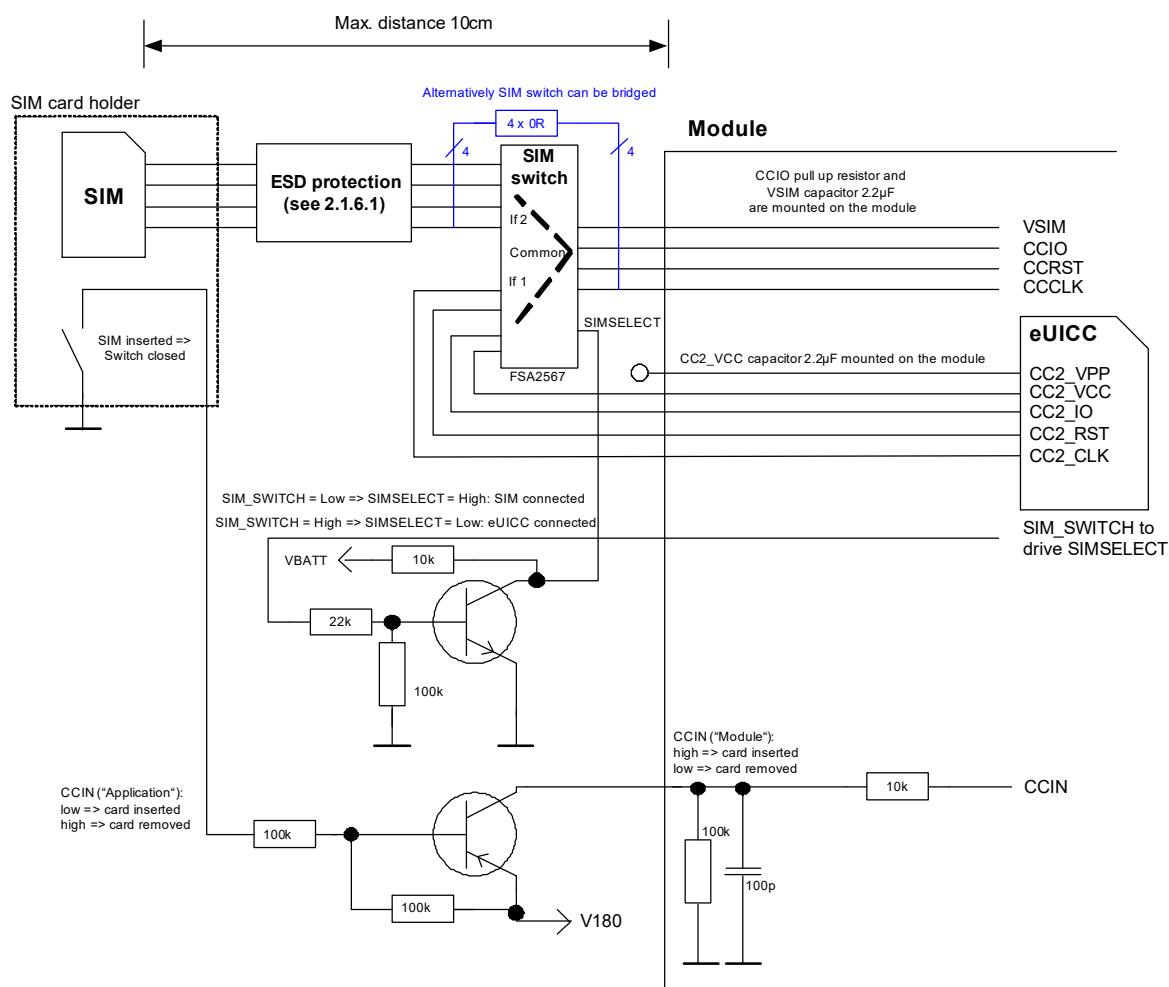 Max. distance 10cm
SIM card holder
Alternatively SIM switch can be bridged
4 x 0R
4
4
Module
SIM
ESD protection
(see 2.1.6.1)
SIM
switch
If 2
Common
If 1
CCIO pull up resistor and
VSIM capacitor 2.2µF
are mounted on the module
VSIM
CCIO
CCRST
CCCLK
SIM inserted =>
Switch closed
SIMSELECT
FSA2567
CC2_VCC capacitor 2.2µF mounted on the module
eUICC
CC2_VPP
CC2_VCC
CC2_IO
CC2_RST
CC2_CLK
SIM_SWITCH = Low => SIMSELECT = High: SIM connected
SIM_SWITCH = High => SIMSELECT = Low: eUICC connected
SIM_SWITCH to
drive SIMSELECT
VBATT
10k
22k
100k
CCIN (“Module“):
high => card inserted
low => card removed
CCIN (“Application“):
low => card inserted
high => card removed
10k
CCIN
100k
100k
100p
100k
V180